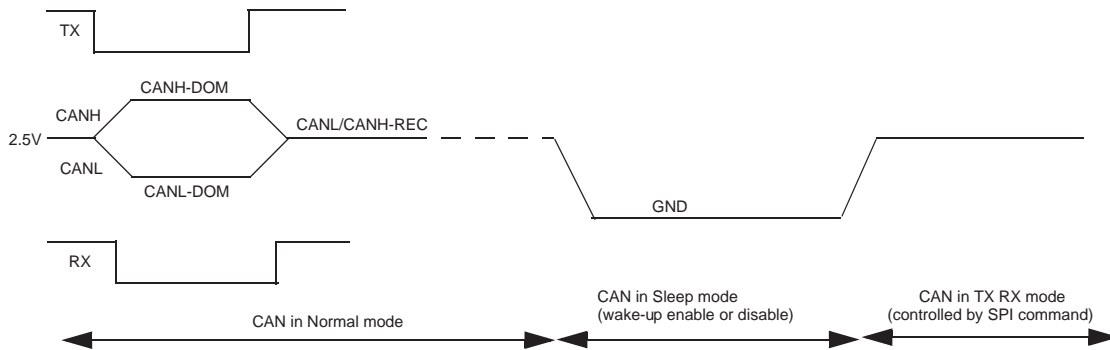 TX
CANH-DOM
CANH
CANL/CANH-REC
2.5V
CANL
CANL-DOM
GND
RX
CAN in Normal mode
CAN in Sleep mode
(wake-up enable or disable)
CAN in TX RX mode
(controlled by SPI command)